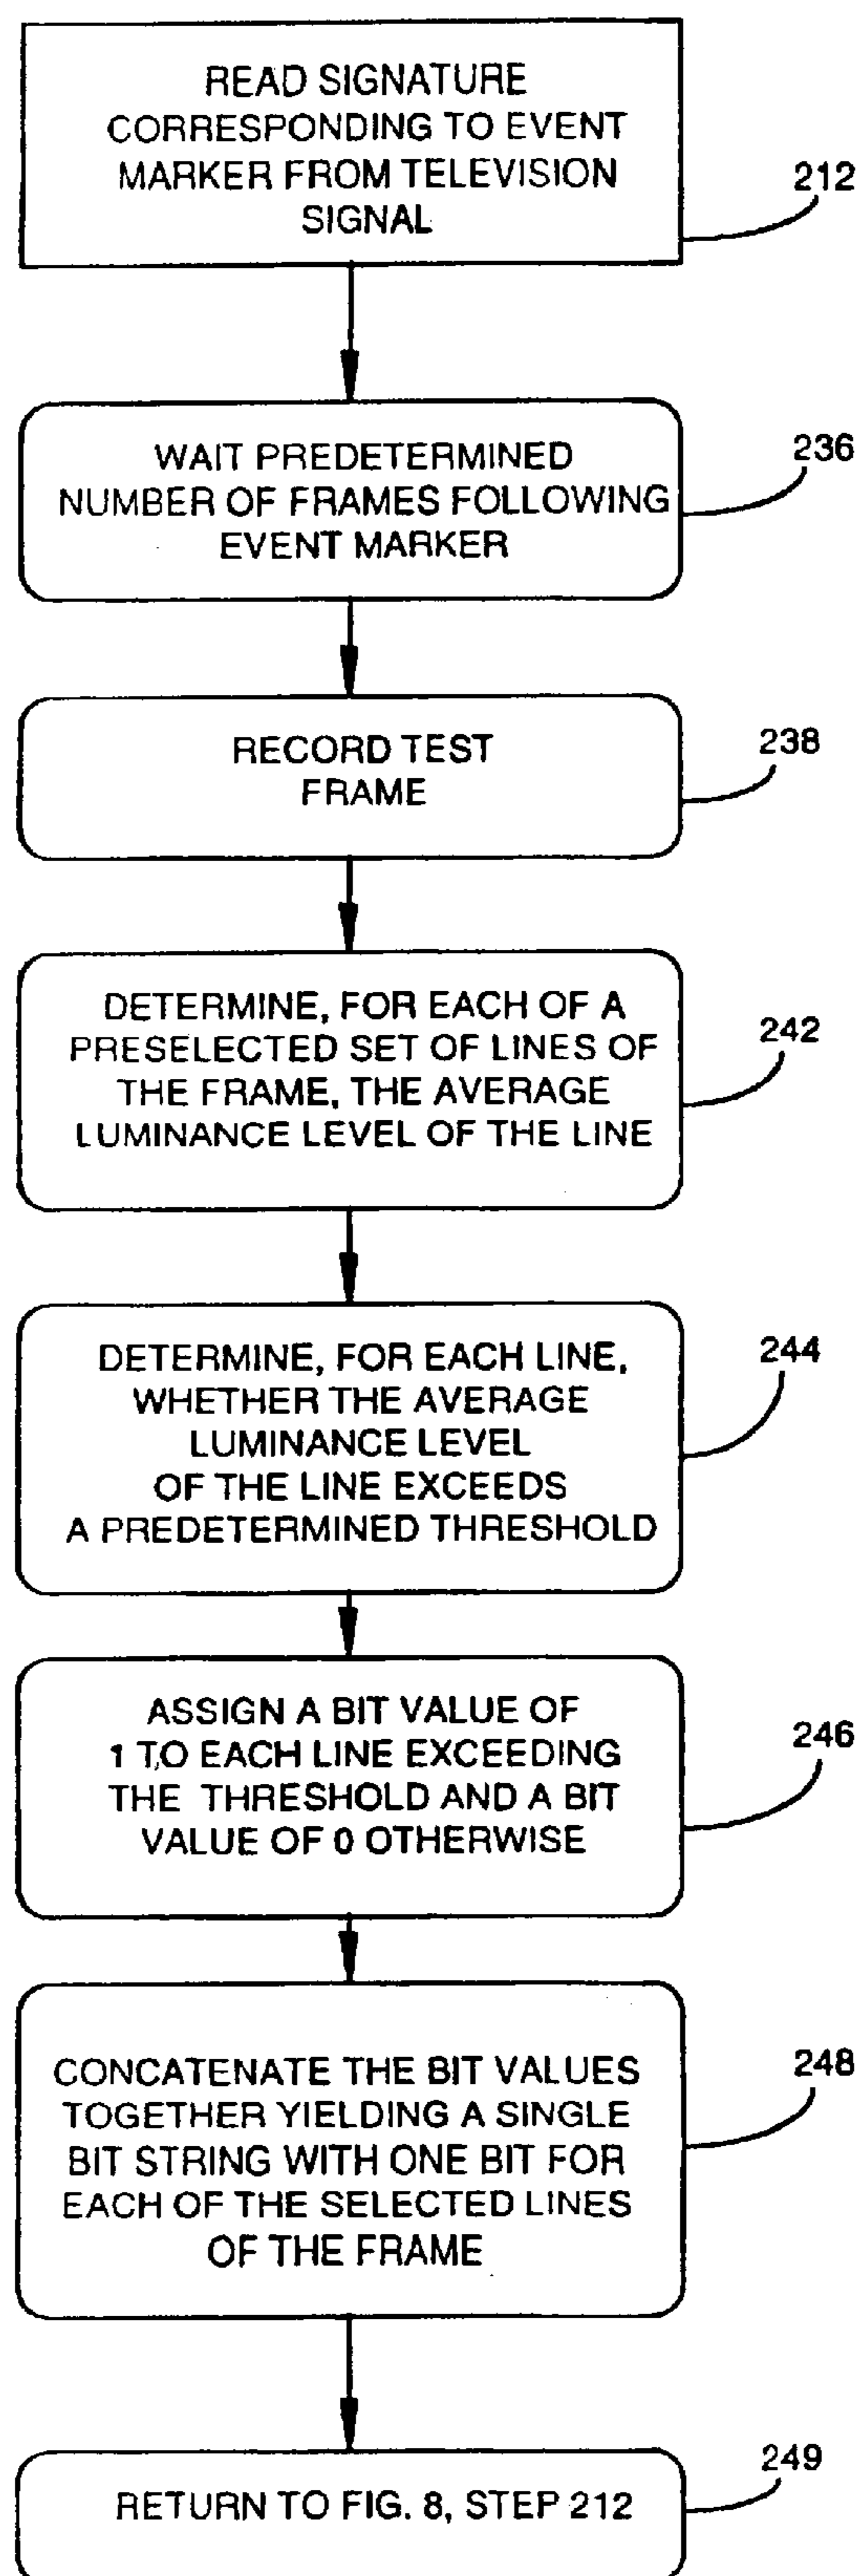 READ SIGNATURE
CORRESPONDING TO EVENT
MARKER FROM TELEVISION
SIGNAL
212
WAIT PREDETERMINED
NUMBER OF FRAMES FOLLOWING
EVENT MARKER
236
RECORD TEST
FRAME
238
DETERMINE, FOR EACH OF A
PRESELECTED SET OF LINES OF
THE FRAME, THE AVERAGE
LUMINANCE LEVEL OF THE LINE
242
DETERMINE, FOR EACH LINE,
WHETHER THE AVERAGE
LUMINANCE LEVEL
OF THE LINE EXCEEDS
A PREDETERMINED THRESHOLD
244
ASSIGN A BIT VALUE OF
1 TO EACH LINE EXCEEDING
THE THRESHOLD AND A BIT
VALUE OF 0 OTHERWISE
246
CONCATENATE THE BIT VALUES
TOGETHER YIELDING A SINGLE
BIT STRING WITH ONE BIT FOR
EACH OF THE SELECTED LINES
OF THE FRAME
248
RETURN TO FIG. 8, STEP 212
249